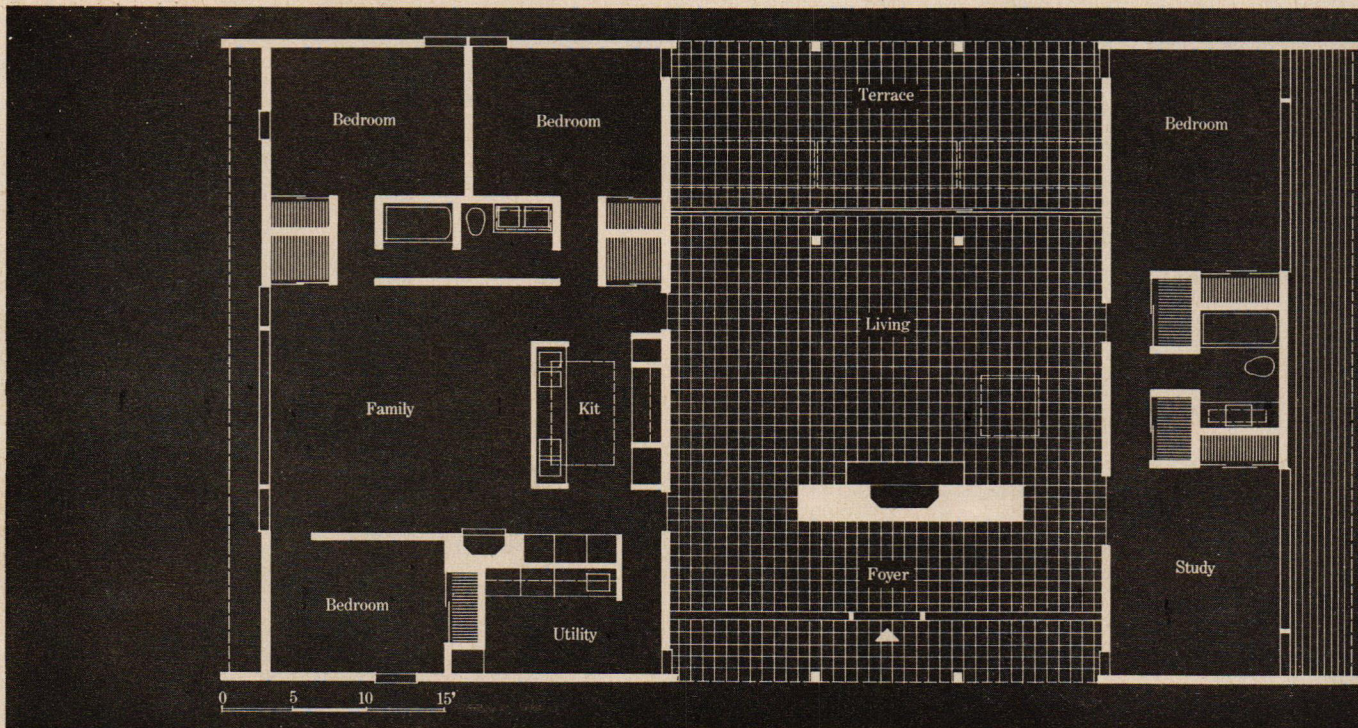 Bedroom
Bedroom
Terrace
Bedroom
Living
Family
Kit
Foyer
Study
Bedroom
Utility
0 5 10 15'